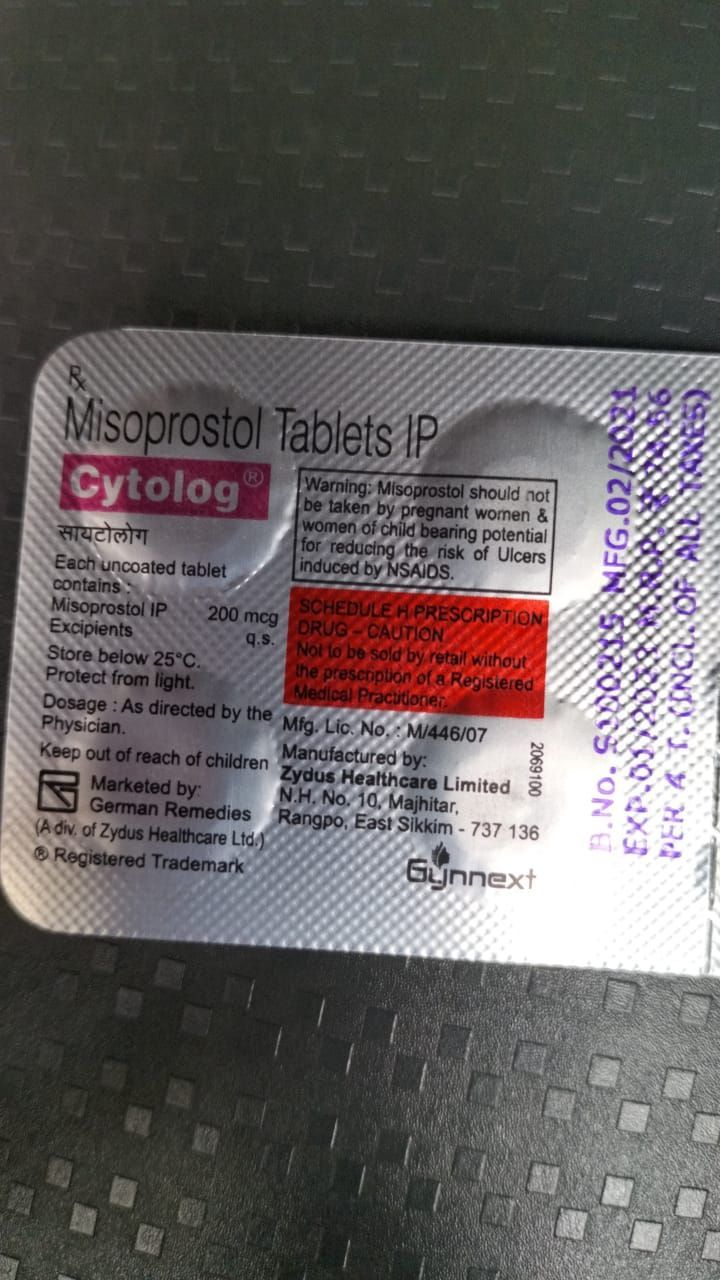 Rx
Misoprostol Tablets IP
Cytolog®
सायटोलोग
Each uncoated tablet
contains :
Misoprostol IP 200 mcg
Excipients q.s.
Store below 25°C.
Protect from light.
Dosage : As directed by the
Physician.
Keep out of reach of children
Marketed by:
German Remedies
(A div. of Zydus Healthcare Ltd.)
® Registered Trademark
Warning: Misoprostol should not
be taken by pregnant women &
women of child bearing potential
for reducing the risk of Ulcers
induced by NSAIDS.
SCHEDULE H PRESCRIPTION
DRUG – CAUTION
Not to be sold by retail without
the prescription of a Registered
Medical Practitioner.
Mfg. Lic. No. : M/446/07
Manufactured by:
Zydus Healthcare Limited
N.H. No. 10, Majhitar,
Rangpo, East Sikkim - 737 136
2069100
Gynnext
B.No. MFG.02/2021
EXP.01/2023 M.R.P.
PER 4 T.(INCL. OF ALL TAXES)